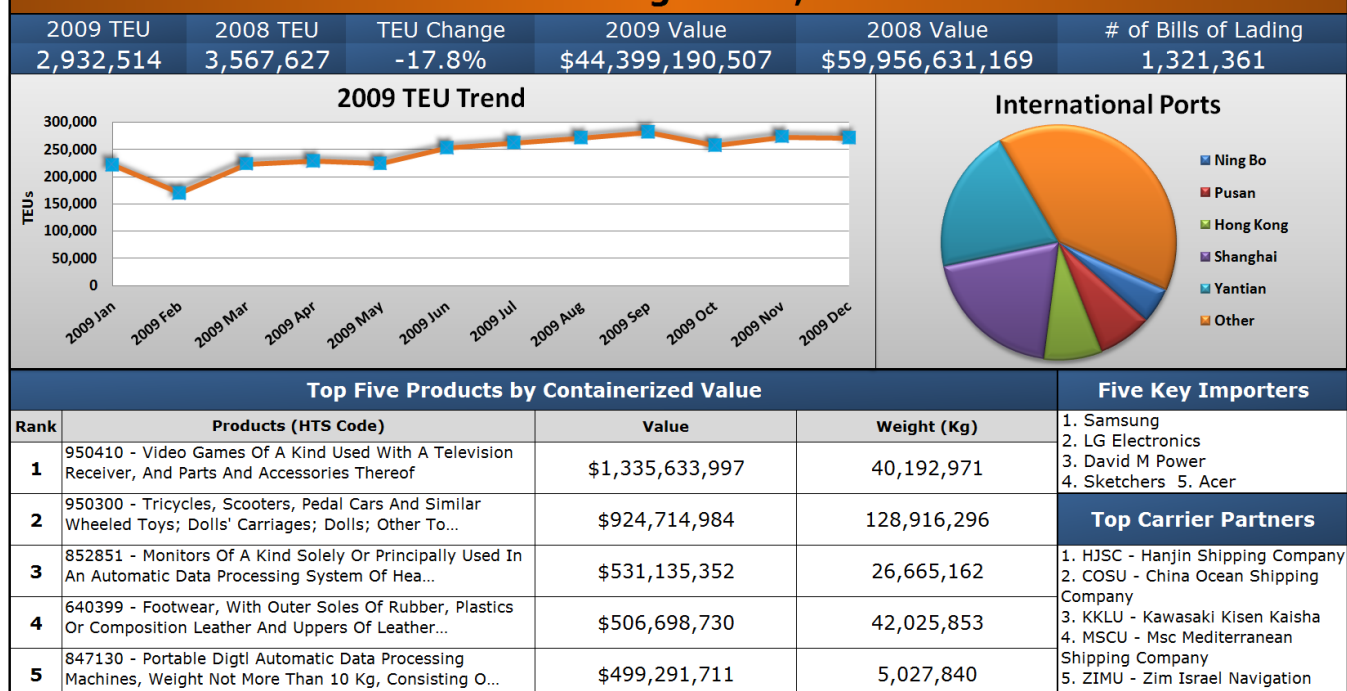 2009 TEU 2008 TEU TEU Change 2009 Value 2008 Value # of Bills of Lading
2,932,514 3,567,627 -17.8% $44,399,190,507 $59,956,631,169 1,321,361
2009 TEU Trend
300,000
250,000
200,000
150,000
100,000
50,000
0
TEUs
2009 Jan 2009 Feb 2009 Mar 2009 Apr 2009 May 2009 Jun 2009 Jul 2009 Aug 2009 Sep 2009 Oct 2009 Nov 2009 Dec
International Ports
Ning Bo
Pusan
Hong Kong
Shanghai
Yantian
Other
Top Five Products by Containerized Value
Rank Products (HTS Code) Value Weight (Kg)
950410 - Video Games Of A Kind Used With A Television
1 Receiver, And Parts And Accessories Thereof $1,335,633,997 40,192,971
950300 - Tricycles, Scooters, Pedal Cars And Similar
2 Wheeled Toys; Dolls' Carriages; Dolls; Other To... $924,714,984 128,916,296
852851 - Monitors Of A Kind Solely Or Principally Used In
3 An Automatic Data Processing System Of Hea... $531,135,352 26,665,162
640399 - Footwear, With Outer Soles Of Rubber, Plastics
4 Or Composition Leather And Uppers Of Leather... $506,698,730 42,025,853
847130 - Portable Digtl Automatic Data Processing
5 Machines, Weight Not More Than 10 Kg, Consisting O... $499,291,711 5,027,840
Five Key Importers
1. Samsung
2. LG Electronics
3. David M Power
4. Sketchers 5. Acer
Top Carrier Partners
1. HJSC - Hanjin Shipping Company
2. COSU - China Ocean Shipping
Company
3. KKLU - Kawasaki Kisen Kaisha
4. MSCU - Msc Mediterranean
Shipping Company
5. ZIMU - Zim Israel Navigation